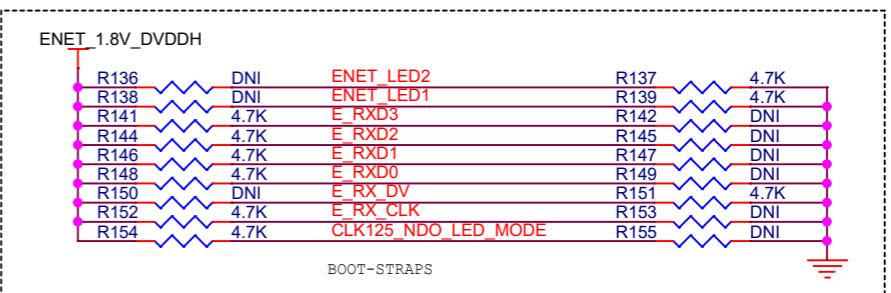 ENET_1.8V_DVDDH
R136 DNI ENET_LED2 R137 4.7K
R138 DNI ENET_LED1 R139 4.7K
R141 4.7K E_RXD3 R142 DNI
R144 4.7K E_RXD2 R145 DNI
R146 4.7K E_RXD1 R147 DNI
R148 4.7K E_RXD0 R149 DNI
R150 DNI E_RX_DV R151 4.7K
R152 4.7K E_RX_CLK R153 DNI
R154 4.7K CLK125_NDO_LED_MODE R155 DNI
BOOT-STRAPS